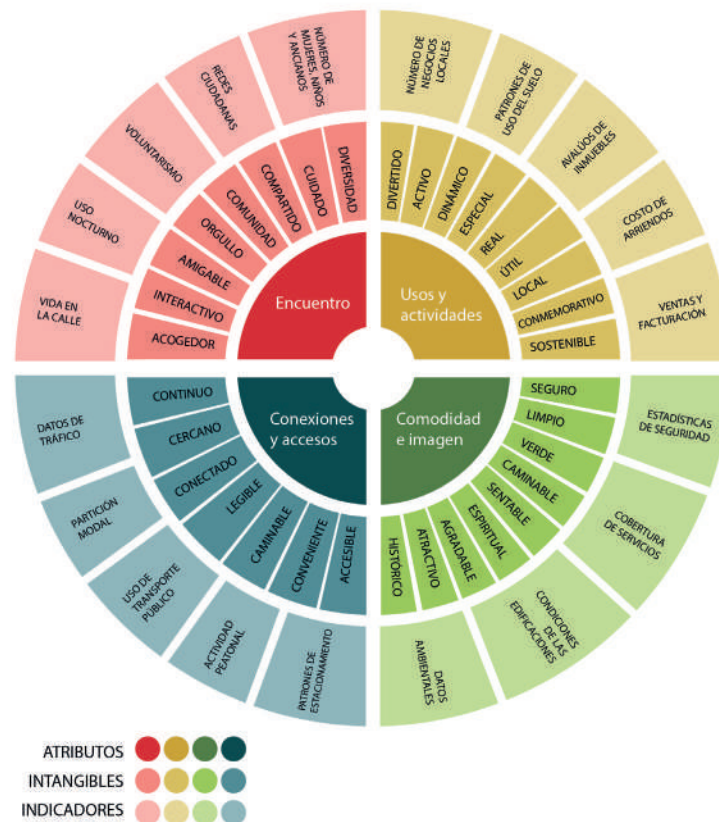 NÚMERO DE
MUJERES, NIÑOS
Y ANCIANOS
REDES
CIUDADANAS
VOLUNTARISMO
USO
NOCTURNO
VIDA EN
LA CALLE
NÚMERO DE
NEGOCIOS
LOCALES
PATRONES DE
USO DEL SUELO
AVALÚOS DE
INMUEBLES
COSTO DE
ARRIENDOS
VENTAS Y
FACTURACIÓN
DIVERSIDAD
CUIDADO
COMPARTIDO
COMUNIDAD
ORGULLO
AMIGABLE
INTERACTIVO
ACOGEDOR
DIVERTIDO
ACTIVO
DINÁMICO
ESPECIAL
REAL
ÚTIL
LOCAL
CONMEMORATIVO
SOSTENIBLE
Encuentro
Usos y
actividades
Conexiones
y accesos
Comodidad
e imagen
CONTINUO
CERCANO
CONECTADO
LEGIBLE
CAMINABLE
CONVENIENTE
ACCESIBLE
SEGURO
LIMPIO
VERDE
CAMINABLE
SENTABLE
ESPIRITUAL
AGRADABLE
ATRACTIVO
HISTÓRICO
DATOS DE
TRÁFICO
PARTICIÓN
MODAL
USO DE
TRANSPORTE
PÚBLICO
ACTIVIDAD
PEATONAL
PATRONES DE
ESTACIONAMIENTO
ESTADÍSTICAS
DE SEGURIDAD
COBERTURA
DE SERVICIOS
CONDICIONES
DE LAS
EDIFICACIONES
DATOS
AMBIENTALES
ATRIBUTOS
INTANGIBLES
INDICADORES